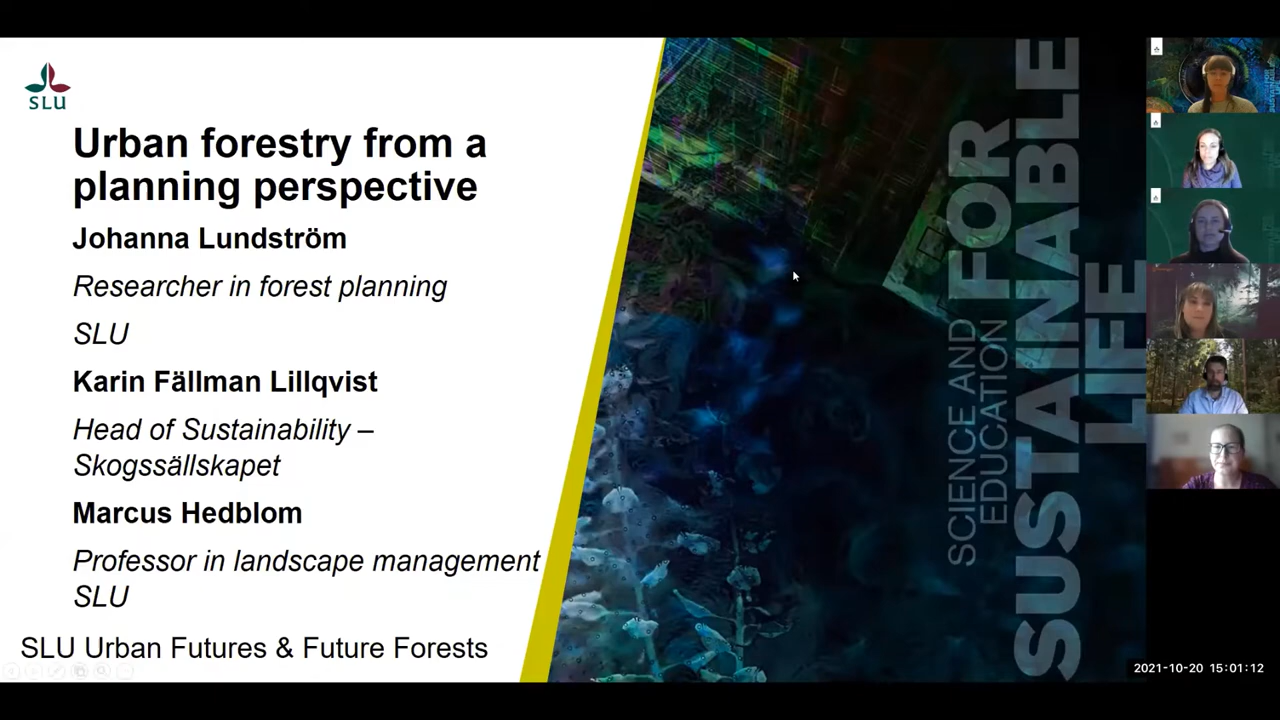 SLU
Urban forestry from a
planning perspective
Johanna Lundström
Researcher in forest planning
SLU
Karin Fällman Lillqvist
Head of Sustainability –
Skogssällskapet
Marcus Hedblom
Professor in landscape management
SLU
SLU Urban Futures & Future Forests
SCIENCE AND
EDUCATION
FOR
SUSTAINABLE
LIFE
2021-10-20 15:01:12